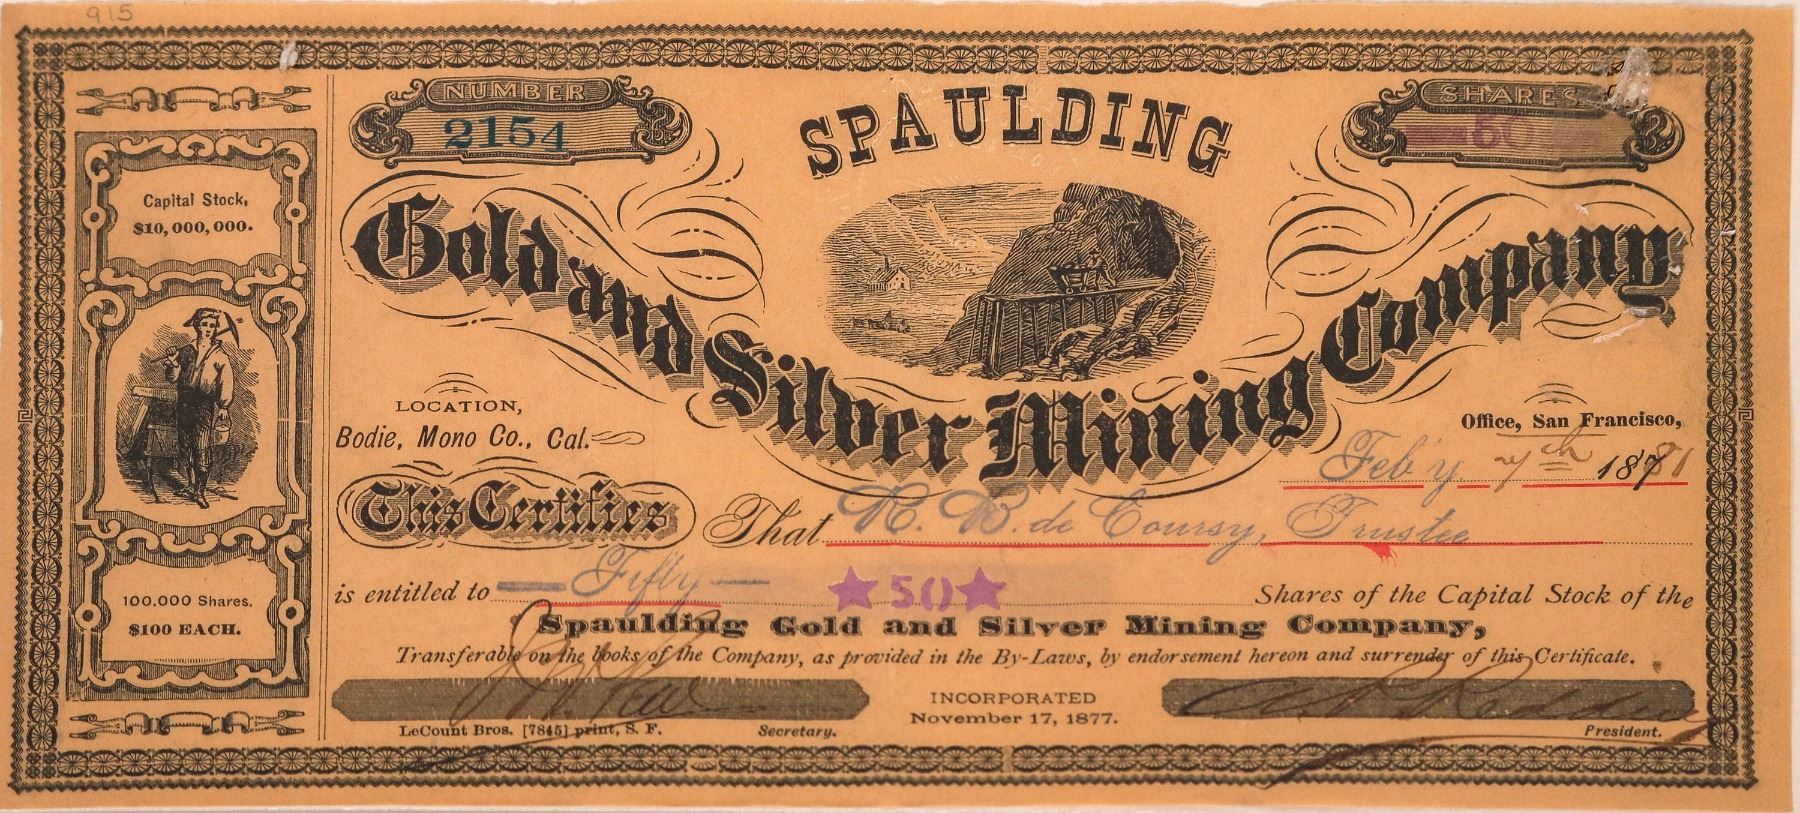 915
NUMBER
2154
SPAULDING
SHARES
50
Gold and Silver Mining Company
Capital Stock,
$10,000,000.
LOCATION,
Bodie, Mono Co., Cal.
Office, San Francisco,
Feb'y 7th 1881
This Certifies That R. B. de Coursy, Trustee
is entitled to Fifty ★50★ Shares of the Capital Stock of the
100,000 Shares.
$100 EACH.
Spaulding Gold and Silver Mining Company,
Transferable on the books of the Company, as provided in the By-Laws, by endorsement hereon and surrender of this Certificate.
INCORPORATED
November 17, 1877.
LeCount Bros. [7845] print, S. F.
Secretary.
President.